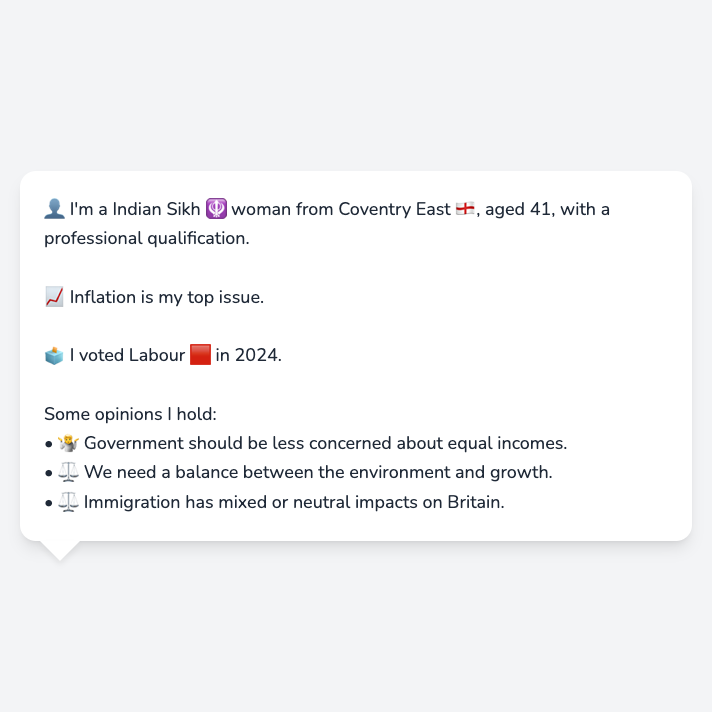 👤 I'm a Indian Sikh 🪯 woman from Coventry East 🏴󠁧󠁢󠁥󠁮󠁧󠁿, aged 41, with a
professional qualification.
📈 Inflation is my top issue.
🗳️ I voted Labour 🟥 in 2024.
Some opinions I hold:
• 🤷 Government should be less concerned about equal incomes.
• ⚖️ We need a balance between the environment and growth.
• ⚖️ Immigration has mixed or neutral impacts on Britain.